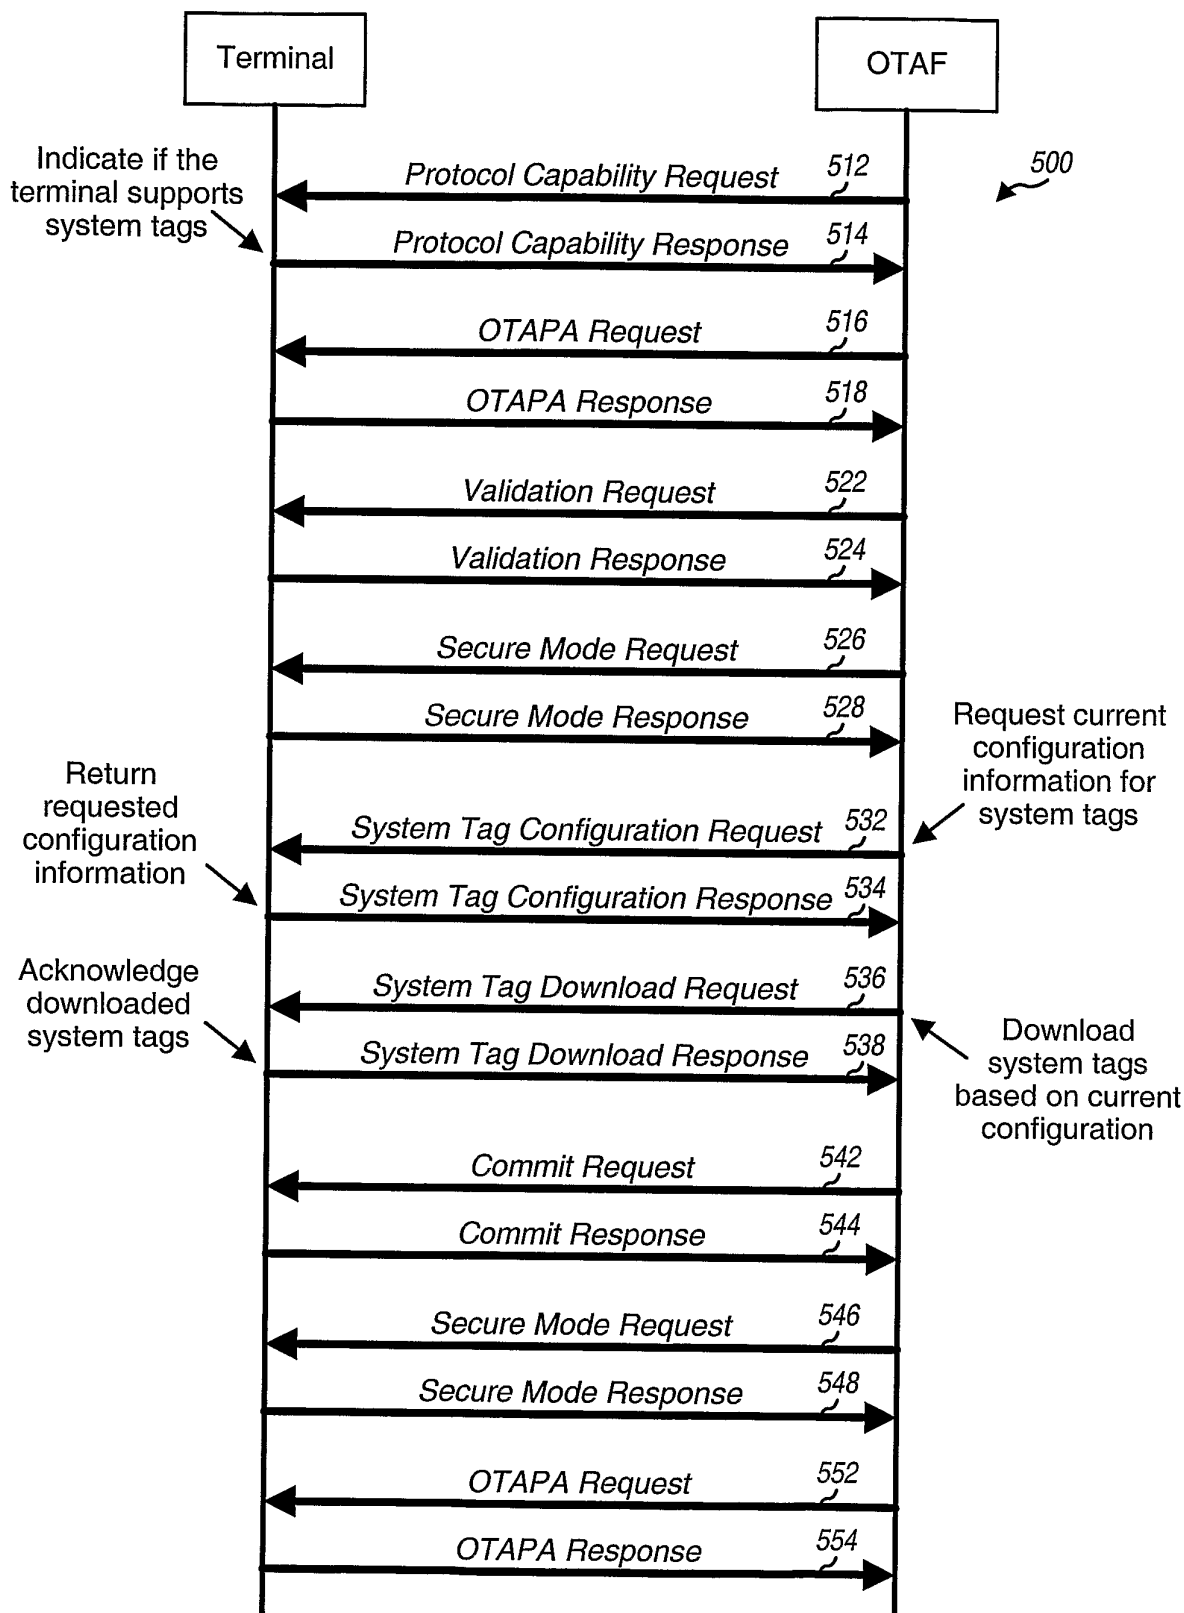 Terminal
OTAF
500
Indicate if the
terminal supports
system tags
Protocol Capability Request
512
Protocol Capability Response
514
OTAPA Request
516
OTAPA Response
518
Validation Request
522
Validation Response
524
Secure Mode Request
526
Secure Mode Response
528
Request current
configuration
information for
system tags
Return
requested
configuration
information
System Tag Configuration Request
532
System Tag Configuration Response
534
Acknowledge
downloaded
system tags
System Tag Download Request
536
System Tag Download Response
538
Download
system tags
based on current
configuration
Commit Request
542
Commit Response
544
Secure Mode Request
546
Secure Mode Response
548
OTAPA Request
552
OTAPA Response
554